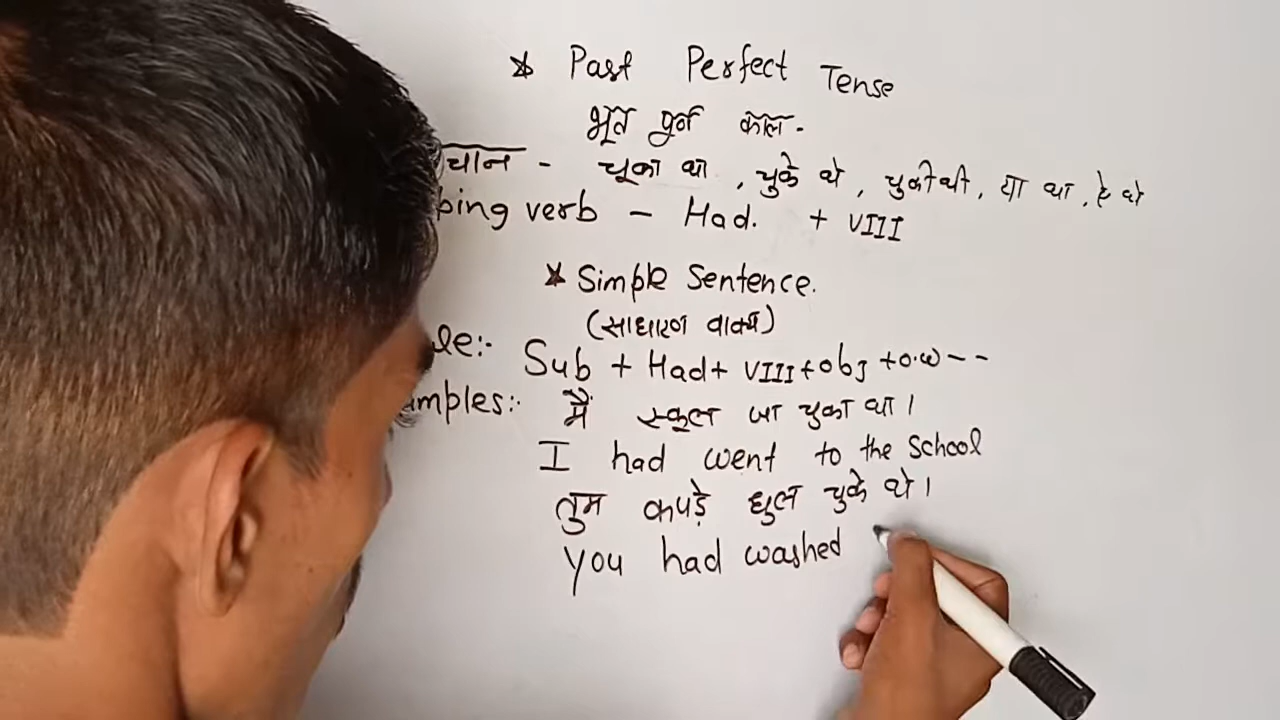 * Past Perfect Tense
भूत पूर्न काल.
चान - चूका था , चुके थे , चुकी थी , या था , है थे
ping verb - Had. + VIII
* Simple Sentence.
(साधारण वाक्य)
le:- Sub + Had + VIII + obj + o.w --
amples:- मैं स्कूल जा चुका था।
I had went to the School
तुम कपड़े धुल चुके थे।
You had washed